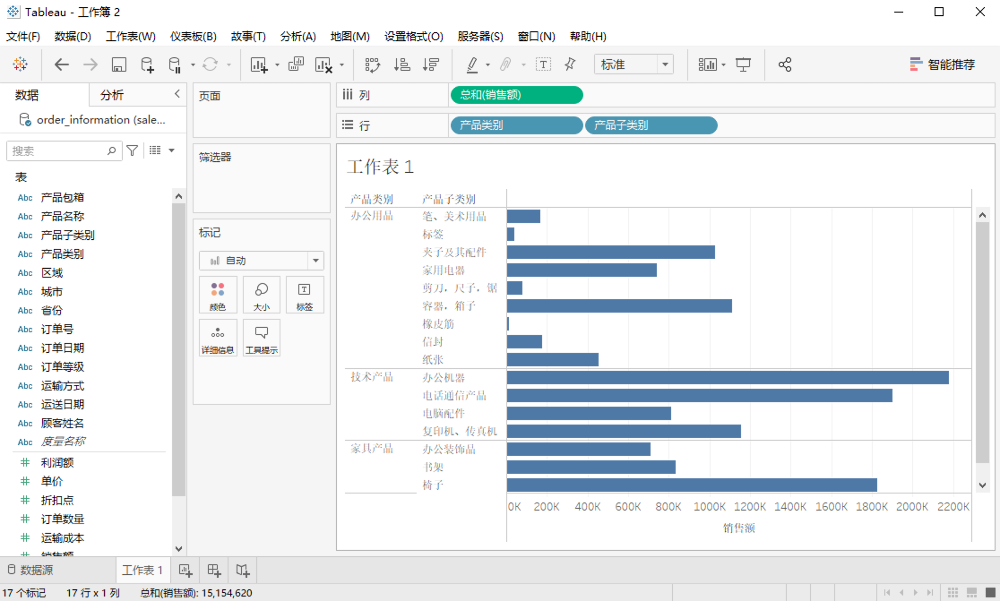 Tableau - 工作簿 2
文件(F) 数据(D) 工作表(W) 仪表板(B) 故事(T) 分析(A) 地图(M) 设置格式(O) 服务器(S) 窗口(N) 帮助(H)
标准
智能推荐
数据 分析
order_information (sale...
搜索
表
Abc 产品包箱
Abc 产品名称
Abc 产品子类别
Abc 产品类别
Abc 区域
Abc 城市
Abc 省份
Abc 订单号
Abc 订单日期
Abc 订单等级
Abc 运输方式
Abc 运送日期
Abc 顾客姓名
Abc 度量名称
# 利润额
# 单价
# 折扣点
# 订单数量
# 运输成本
# 销售额
页面
筛选器
标记
自动
颜色 大小 标签
详细信息 工具提示
列 总和(销售额)
行 产品类别 产品子类别
工作表 1
产品类别 产品子类别
办公用品 笔、美术用品
标签
夹子及其配件
家用电器
剪刀，尺子，锯
容器，箱子
橡皮筋
信封
纸张
技术产品 办公机器
电话通信产品
电脑配件
复印机、传真机
家具产品 办公装饰品
书架
椅子
0K 200K 400K 600K 800K 1000K 1200K 1400K 1600K 1800K 2000K 2200K
销售额
数据源 工作表 1
17 个标记 17 行 x 1 列 总和(销售额): 15,154,620